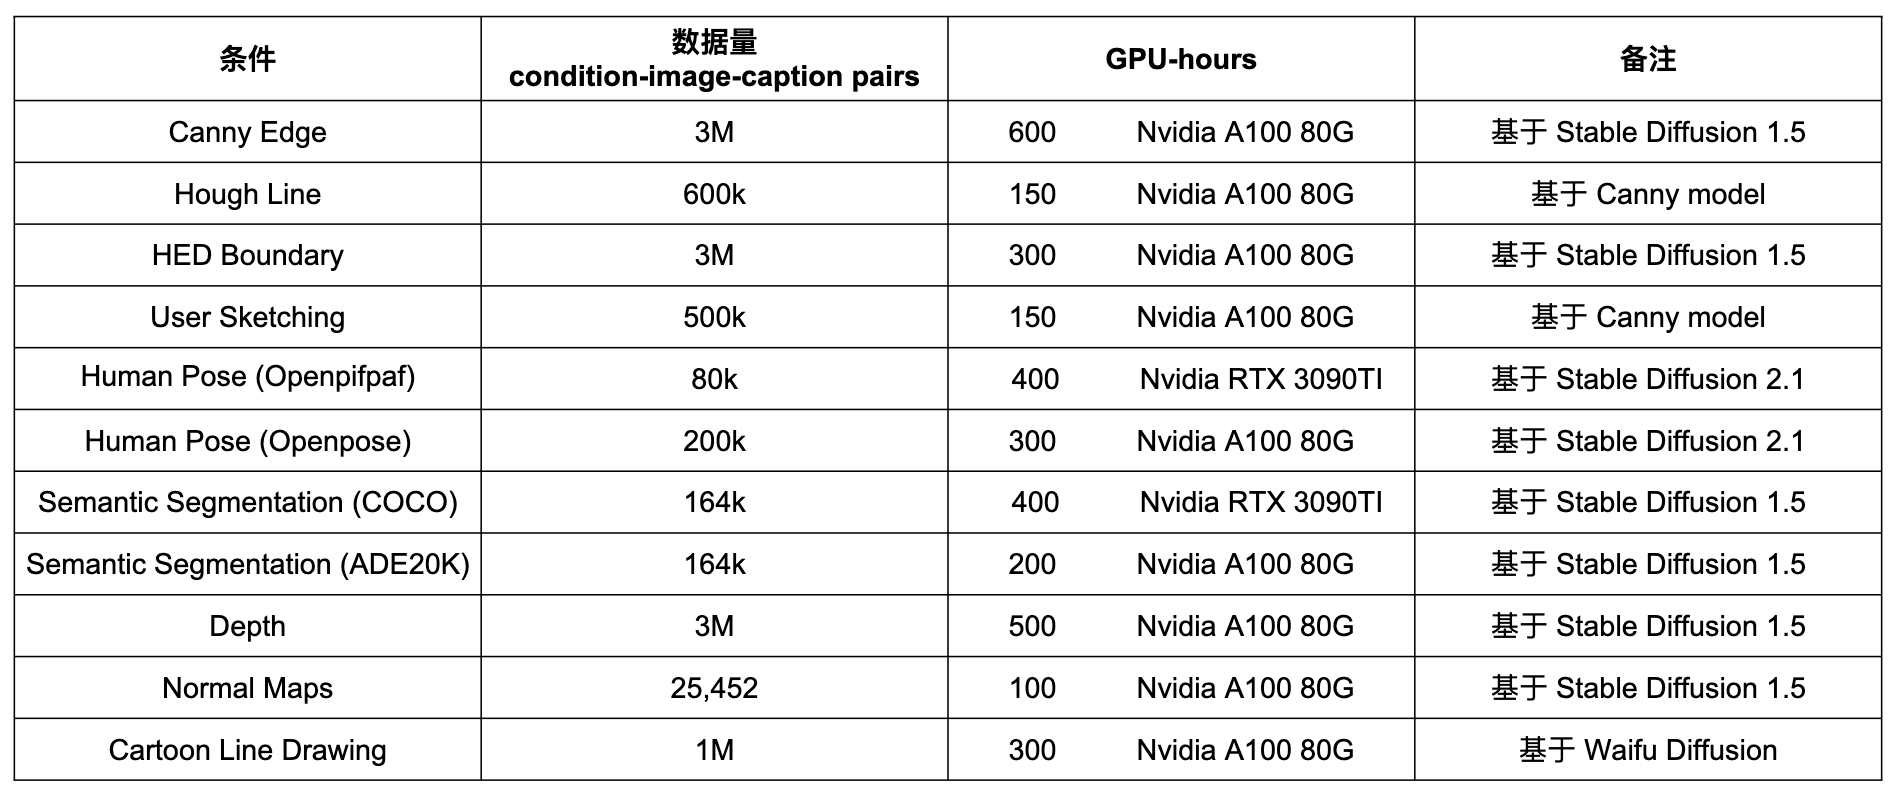 条件 数据量 condition-image-caption pairs GPU-hours 备注
Canny Edge 3M 600 Nvidia A100 80G 基于 Stable Diffusion 1.5
Hough Line 600k 150 Nvidia A100 80G 基于 Canny model
HED Boundary 3M 300 Nvidia A100 80G 基于 Stable Diffusion 1.5
User Sketching 500k 150 Nvidia A100 80G 基于 Canny model
Human Pose (Openpifpaf) 80k 400 Nvidia RTX 3090TI 基于 Stable Diffusion 2.1
Human Pose (Openpose) 200k 300 Nvidia A100 80G 基于 Stable Diffusion 2.1
Semantic Segmentation (COCO) 164k 400 Nvidia RTX 3090TI 基于 Stable Diffusion 1.5
Semantic Segmentation (ADE20K) 164k 200 Nvidia A100 80G 基于 Stable Diffusion 1.5
Depth 3M 500 Nvidia A100 80G 基于 Stable Diffusion 1.5
Normal Maps 25,452 100 Nvidia A100 80G 基于 Stable Diffusion 1.5
Cartoon Line Drawing 1M 300 Nvidia A100 80G 基于 Waifu Diffusion